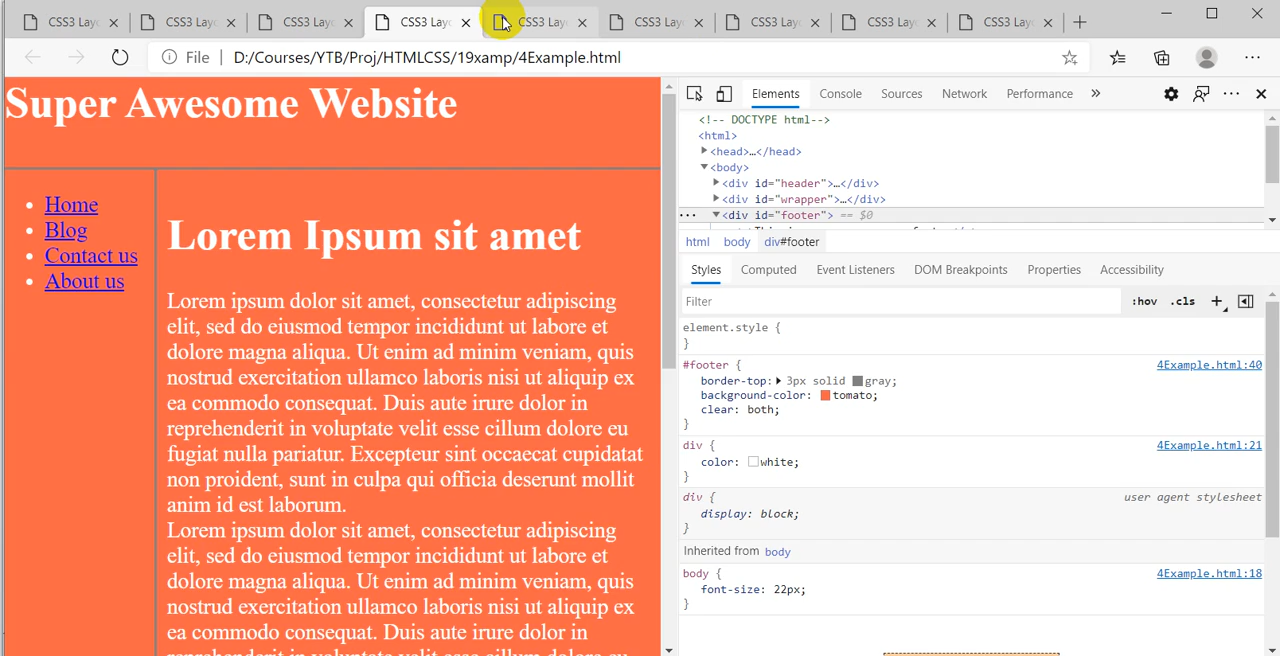 CSS3 Layo
CSS3 Layo
CSS3 Layo
CSS3 Layo
CSS3 Layo
CSS3 Layo
CSS3 Layo
CSS3 Layo
CSS3 Layo
File
D:/Courses/YTB/Proj/HTMLCSS/19xamp/4Example.html
Super Awesome Website
Home
Blog
Contact us
About us
Lorem Ipsum sit amet
Lorem ipsum dolor sit amet, consectetur adipiscing
elit, sed do eiusmod tempor incididunt ut labore et
dolore magna aliqua. Ut enim ad minim veniam, quis
nostrud exercitation ullamco laboris nisi ut aliquip ex
ea commodo consequat. Duis aute irure dolor in
reprehenderit in voluptate velit esse cillum dolore eu
fugiat nulla pariatur. Excepteur sint occaecat cupidatat
non proident, sunt in culpa qui officia deserunt mollit
anim id est laborum.
Lorem ipsum dolor sit amet, consectetur adipiscing
elit, sed do eiusmod tempor incididunt ut labore et
dolore magna aliqua. Ut enim ad minim veniam, quis
nostrud exercitation ullamco laboris nisi ut aliquip ex
ea commodo consequat. Duis aute irure dolor in
Elements Console Sources Network Performance »
<!-- DOCTYPE html-->
<html>
<head>…</head>
<body>
<div id="header">…</div>
<div id="wrapper">…</div>
<div id="footer"> == $0
html body div#footer
Styles Computed Event Listeners DOM Breakpoints Properties Accessibility
Filter :hov .cls +
element.style {
}
#footer { 4Example.html:40
border-top: 3px solid gray;
background-color: tomato;
clear: both;
}
div { 4Example.html:21
color: white;
}
div { user agent stylesheet
display: block;
}
Inherited from body
body { 4Example.html:18
font-size: 22px;
}